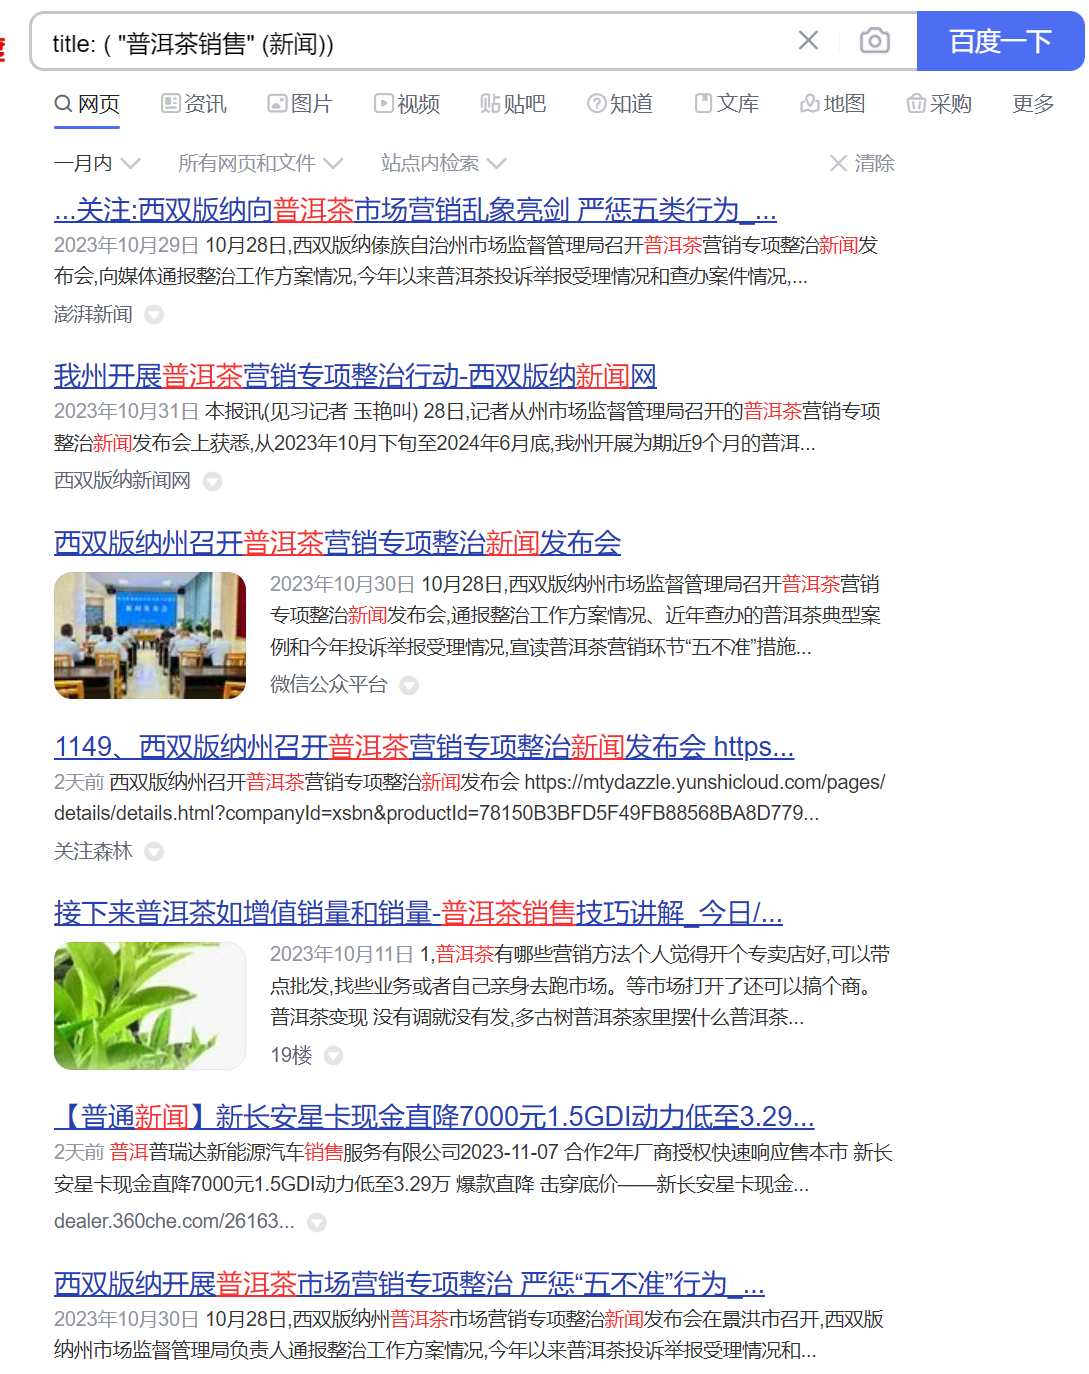 title: ( "普洱茶销售" (新闻))
百度一下
网页 资讯 图片 视频 贴吧 知道 文库 地图 采购 更多
一月内 所有网页和文件 站点内检索 清除
...关注:西双版纳向普洱茶市场营销乱象亮剑 严惩五类行为_...
2023年10月29日 10月28日,西双版纳傣族自治州市场监督管理局召开普洱茶营销专项整治新闻发
布会,向媒体通报整治工作方案情况,今年以来普洱茶投诉举报受理情况和查办案件情况,...
澎湃新闻
我州开展普洱茶营销专项整治行动-西双版纳新闻网
2023年10月31日 本报讯(见习记者 玉艳叫) 28日,记者从州市场监督管理局召开的普洱茶营销专项
整治新闻发布会上获悉,从2023年10月下旬至2024年6月底,我州开展为期近9个月的普洱...
西双版纳新闻网
西双版纳州召开普洱茶营销专项整治新闻发布会
2023年10月30日 10月28日,西双版纳州市场监督管理局召开普洱茶营销
专项整治新闻发布会,通报整治工作方案情况、近年查办的普洱茶典型案
例和今年投诉举报受理情况,宣读普洱茶营销环节“五不准”措施...
新闻发布会
微信公众平台
1149、西双版纳州召开普洱茶营销专项整治新闻发布会 https...
2天前 西双版纳州召开普洱茶营销专项整治新闻发布会 https://mtydazzle.yunshicloud.com/pages/
details/details.html?companyId=xsbn&productId=78150B3BFD5F49FB88568BA8D779...
关注森林
接下来普洱茶如增值销量和销量-普洱茶销售技巧讲解_今日/...
2023年10月11日 1,普洱茶有哪些营销方法个人觉得开个专卖店好,可以带
点批发,找些业务或者自己亲身去跑市场。等市场打开了还可以搞个商。
普洱茶变现 没有调就没有发,多古树普洱茶家里摆什么普洱茶...
19楼
【普通新闻】新长安星卡现金直降7000元1.5GDI动力低至3.29...
2天前 普洱普瑞达新能源汽车销售服务有限公司2023-11-07 合作2年厂商授权快速响应售本市 新长
安星卡现金直降7000元1.5GDI动力低至3.29万 爆款直降 击穿底价——新长安星卡现金...
dealer.360che.com/26163...
西双版纳开展普洱茶市场营销专项整治 严惩“五不准”行为_...
2023年10月30日 10月28日,西双版纳州普洱茶市场营销专项整治新闻发布会在景洪市召开,西双版
纳州市场监督管理局负责人通报整治工作方案情况,今年以来普洱茶投诉举报受理情况和...